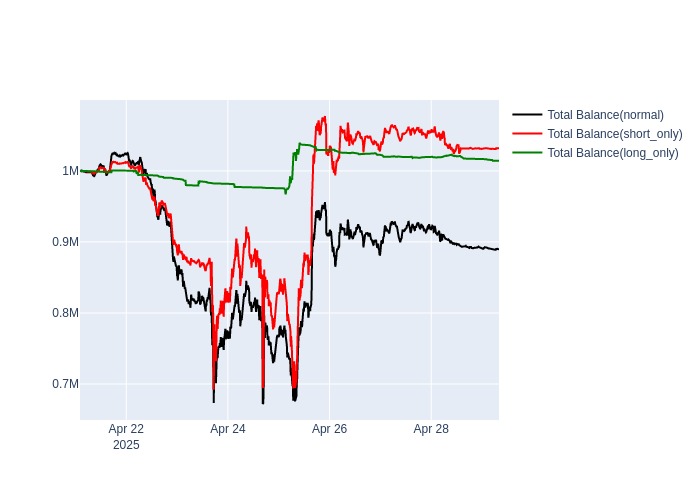 Total Balance(normal)
Total Balance(short_only)
Total Balance(long_only)
1M
0.9M
0.8M
0.7M
Apr 22
2025
Apr 24
Apr 26
Apr 28